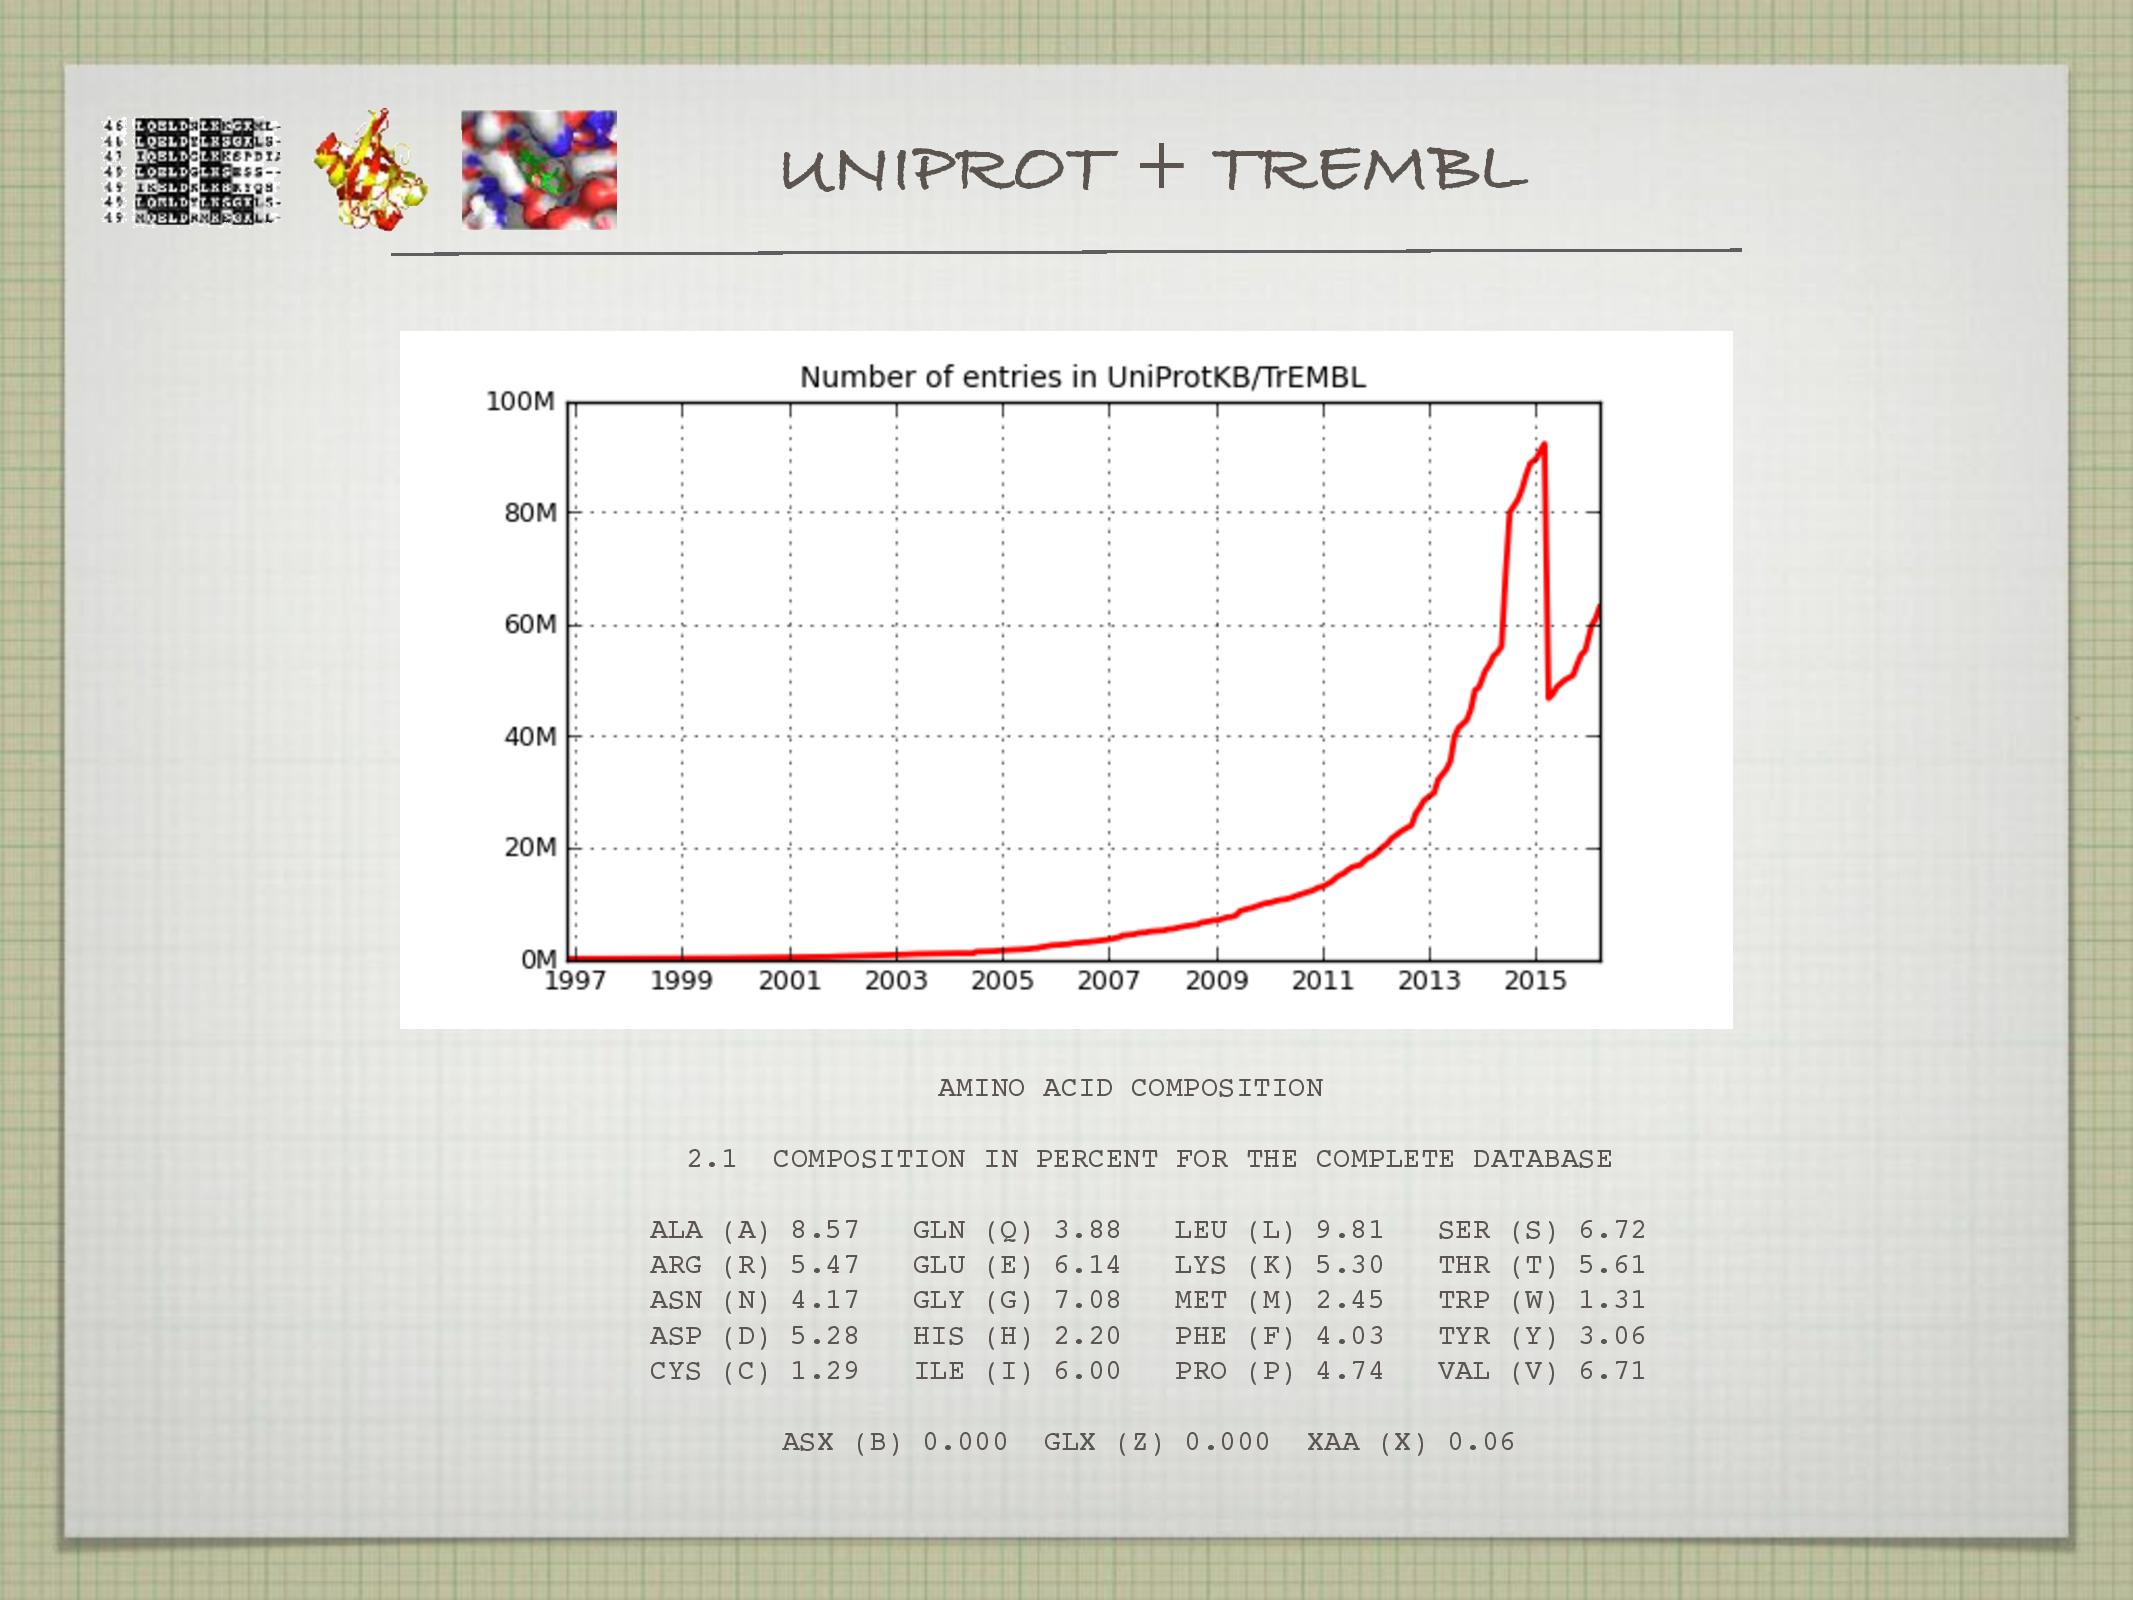 UNIPROT + TREMBL
Number of entries in UniProtKB/TrEMBL
100M
80M
60M
40M
20M
0M
1997 1999 2001 2003 2005 2007 2009 2011 2013 2015
AMINO ACID COMPOSITION
2.1 COMPOSITION IN PERCENT FOR THE COMPLETE DATABASE
ALA (A) 8.57 GLN (Q) 3.88 LEU (L) 9.81 SER (S) 6.72
ARG (R) 5.47 GLU (E) 6.14 LYS (K) 5.30 THR (T) 5.61
ASN (N) 4.17 GLY (G) 7.08 MET (M) 2.45 TRP (W) 1.31
ASP (D) 5.28 HIS (H) 2.20 PHE (F) 4.03 TYR (Y) 3.06
CYS (C) 1.29 ILE (I) 6.00 PRO (P) 4.74 VAL (V) 6.71
ASX (B) 0.000 GLX (Z) 0.000 XAA (X) 0.06